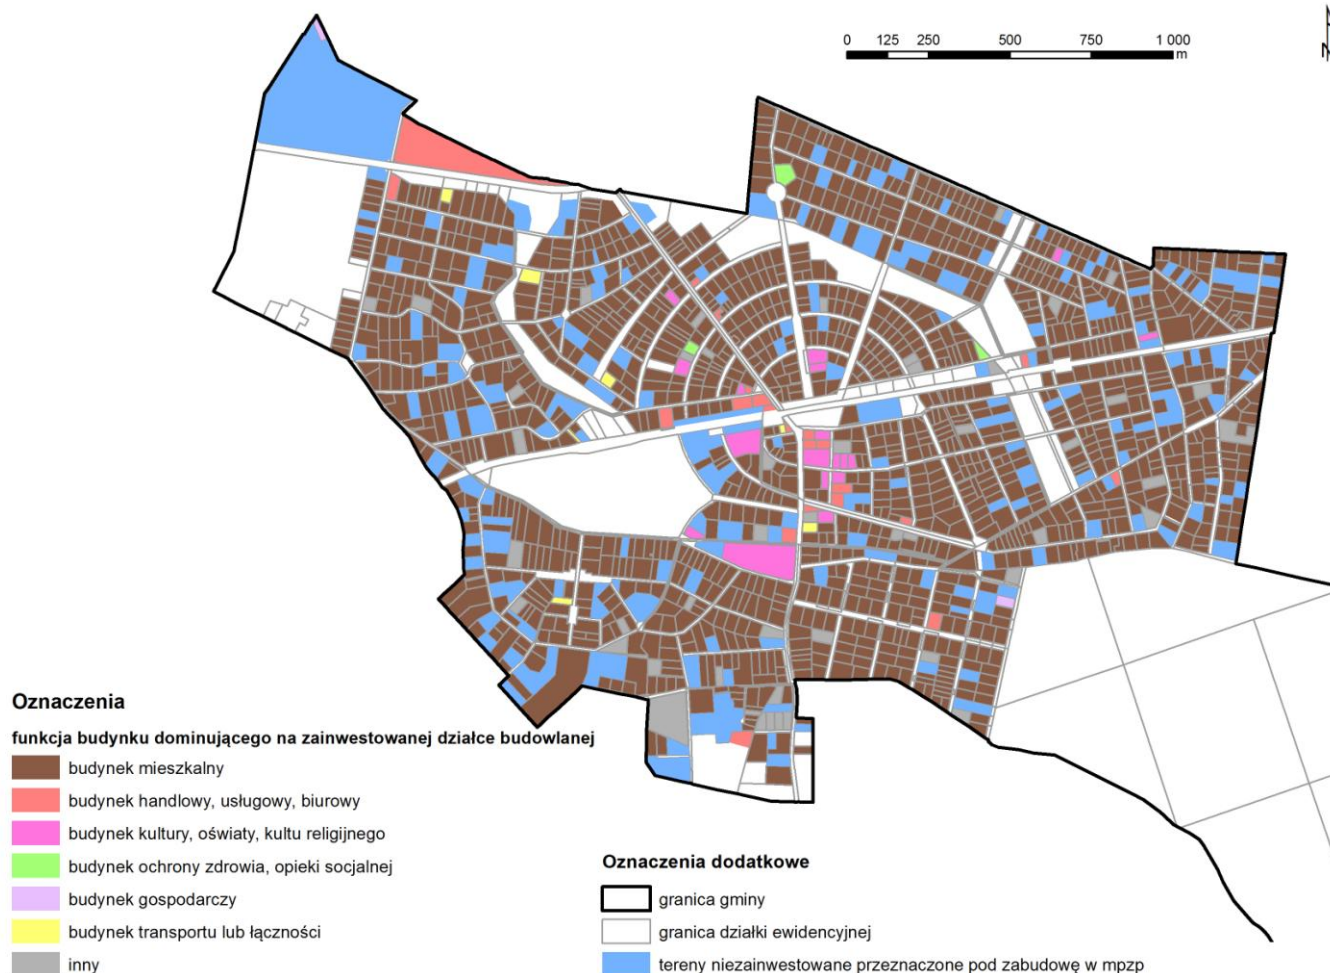 0 125 250 500 750 1 000
m
Oznaczenia
funkcja budynku dominującego na zainwestowanej działce budowlanej
budynek mieszkalny
budynek handlowy, usługowy, biurowy
budynek kultury, oświaty, kultu religijnego
budynek ochrony zdrowia, opieki socjalnej
budynek gospodarczy
budynek transportu lub łączności
inny
Oznaczenia dodatkowe
granica gminy
granica działki ewidencyjnej
tereny niezainwestowane przeznaczone pod zabudowę w mpzp